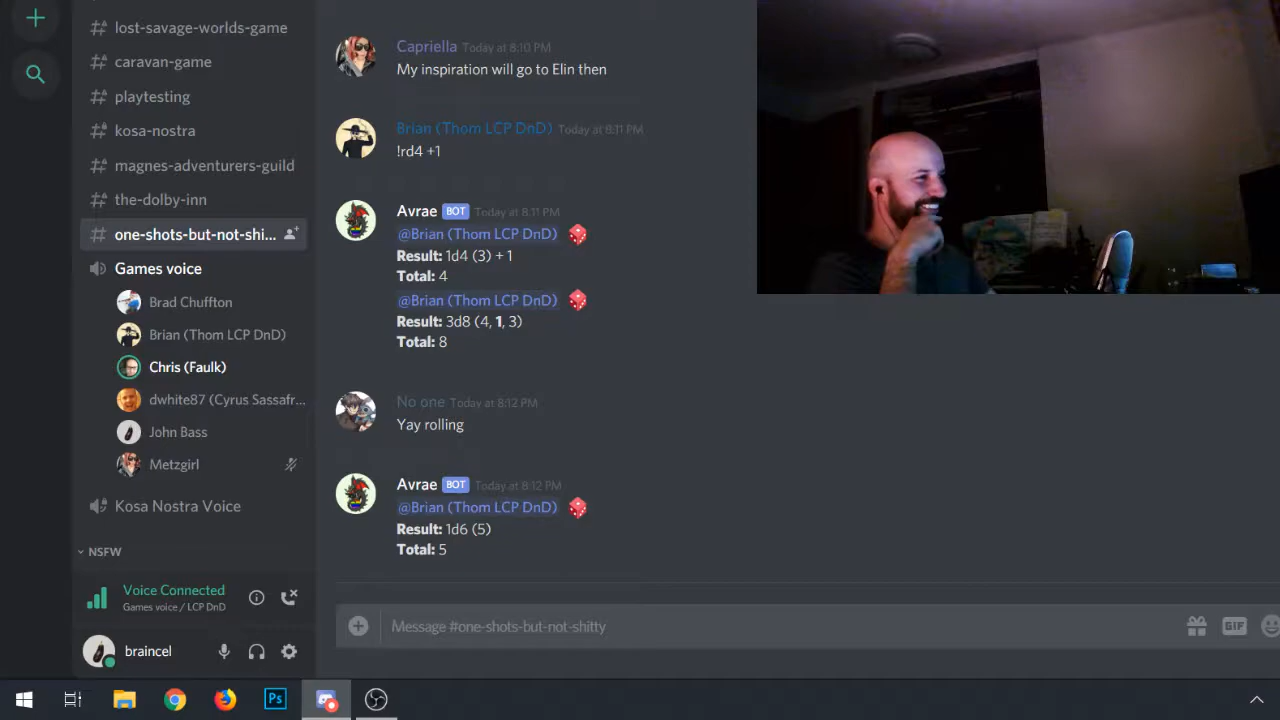 lost-savage-worlds-game
caravan-game
playtesting
kosa-nostra
magnes-adventurers-guild
the-dolby-inn
one-shots-but-not-shi...
Games voice
Brad Chuffton
Brian (Thom LCP DnD)
Chris (Faulk)
dwhite87 (Cyrus Sassafr...
John Bass
Metzgirl
Kosa Nostra Voice
NSFW
Voice Connected
Games voice / LCP DnD
braincel
Capriella Today at 8:10 PM
My inspiration will go to Elin then
Brian (Thom LCP DnD) Today at 8:11 PM
!rd4 +1
Avrae BOT Today at 8:11 PM
@Brian (Thom LCP DnD)
Result: 1d4 (3) + 1
Total: 4
@Brian (Thom LCP DnD)
Result: 3d8 (4, 1, 3)
Total: 8
No one Today at 8:12 PM
Yay rolling
Avrae BOT Today at 8:12 PM
@Brian (Thom LCP DnD)
Result: 1d6 (5)
Total: 5
Message #one-shots-but-not-shitty
GIF
Ps